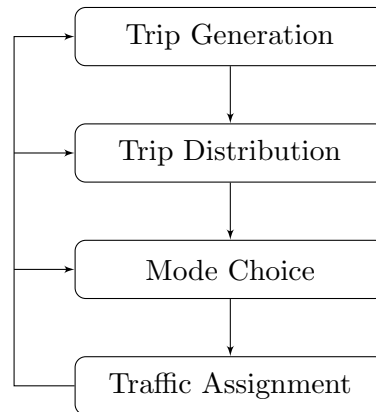 Trip Generation
Trip Distribution
Mode Choice
Traffic Assignment